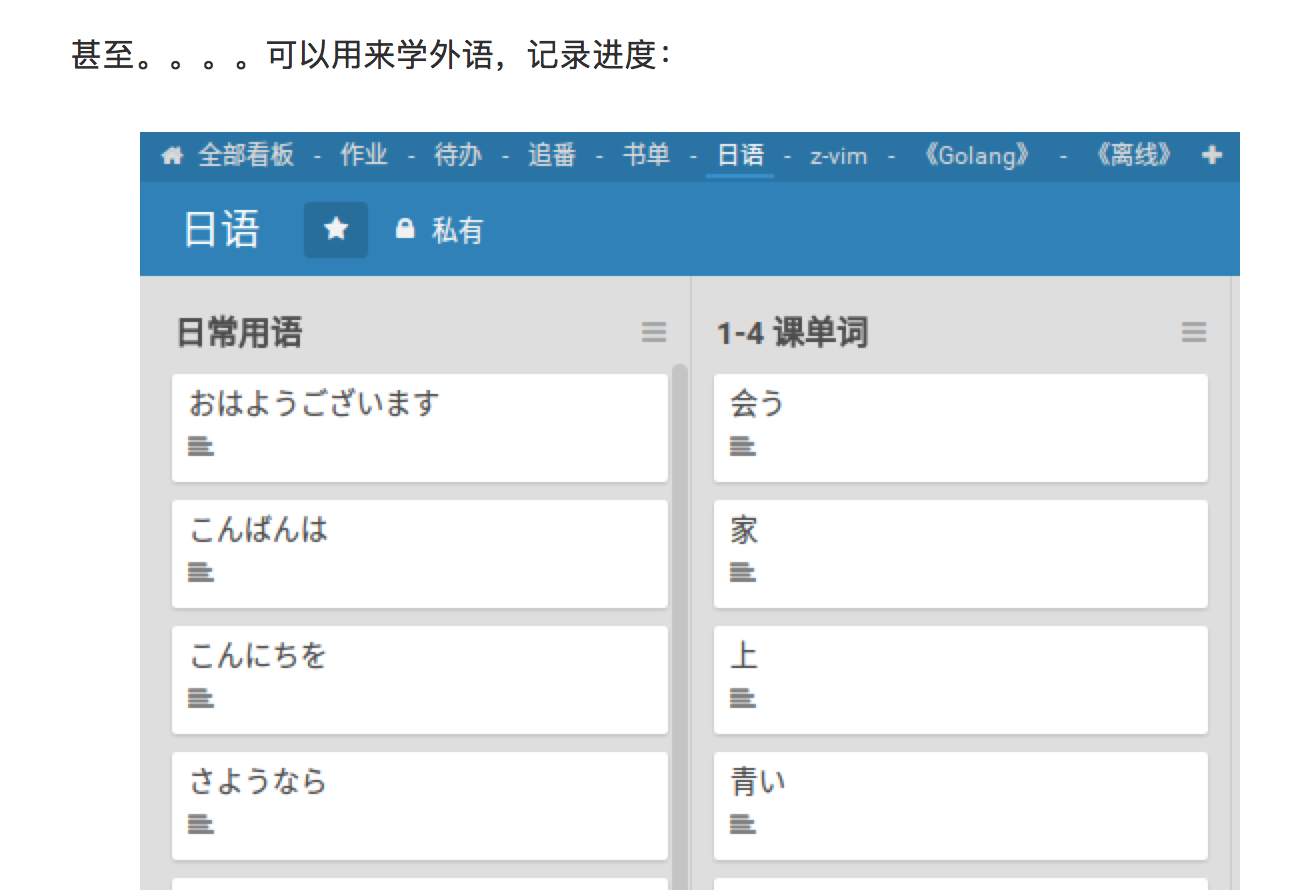 甚至。。。。可以用来学外语，记录进度：
全部看板 - 作业 - 待办 - 追番 - 书单 - 日语 - z-vim - 《Golang》 - 《离线》
日语 私有
日常用语
おはようございます
こんばんは
こんにちを
さようなら
1-4 课单词
会う
家
上
青い